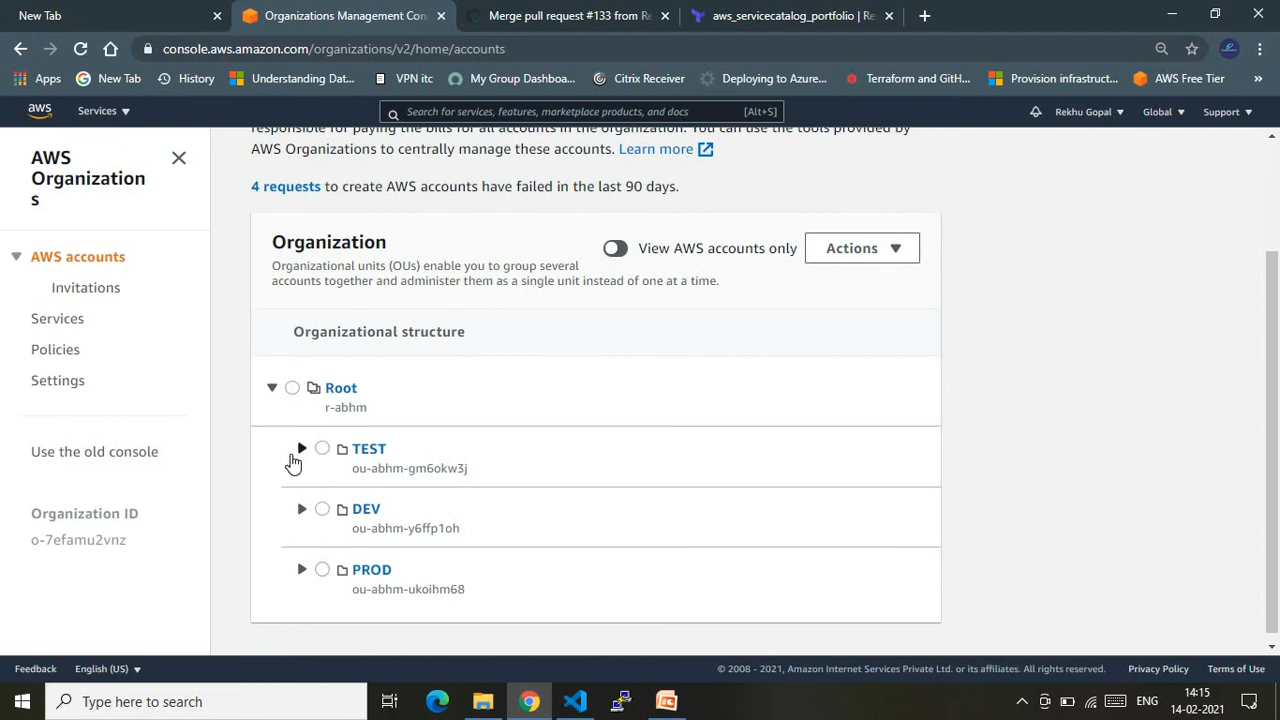 New Tab
Organizations Management Con
Merge pull request #133 from Re
aws_servicecatalog_portfolio | Re
console.aws.amazon.com/organizations/v2/home/accounts
Apps
New Tab
History
Understanding Dat...
VPN itc
My Group Dashboa...
Citrix Receiver
Deploying to Azure...
Terraform and GitH...
Provision infrastruct...
AWS Free Tier
»
aws
Services
Search for services, features, marketplace products, and docs
[Alt+S]
Rekhu Gopal
Global
Support
responsible for paying the bills for all accounts in the organization. You can use the tools provided by
AWS Organizations to centrally manage these accounts. Learn more
4 requests to create AWS accounts have failed in the last 90 days.
AWS
Organization
s
AWS accounts
Invitations
Services
Policies
Settings
Use the old console
Organization ID
o-7efamu2vnz
Organization
View AWS accounts only
Actions
Organizational units (OUs) enable you to group several
accounts together and administer them as a single unit instead of one at a time.
Organizational structure
Root
r-abhm
TEST
ou-abhm-gm6okw3j
DEV
ou-abhm-y6ffp1oh
PROD
ou-abhm-ukoihm68
Feedback
English (US)
© 2008 - 2021, Amazon Internet Services Private Ltd. or its affiliates. All rights reserved.
Privacy Policy
Terms of Use
Type here to search
ENG
14:15
14-02-2021